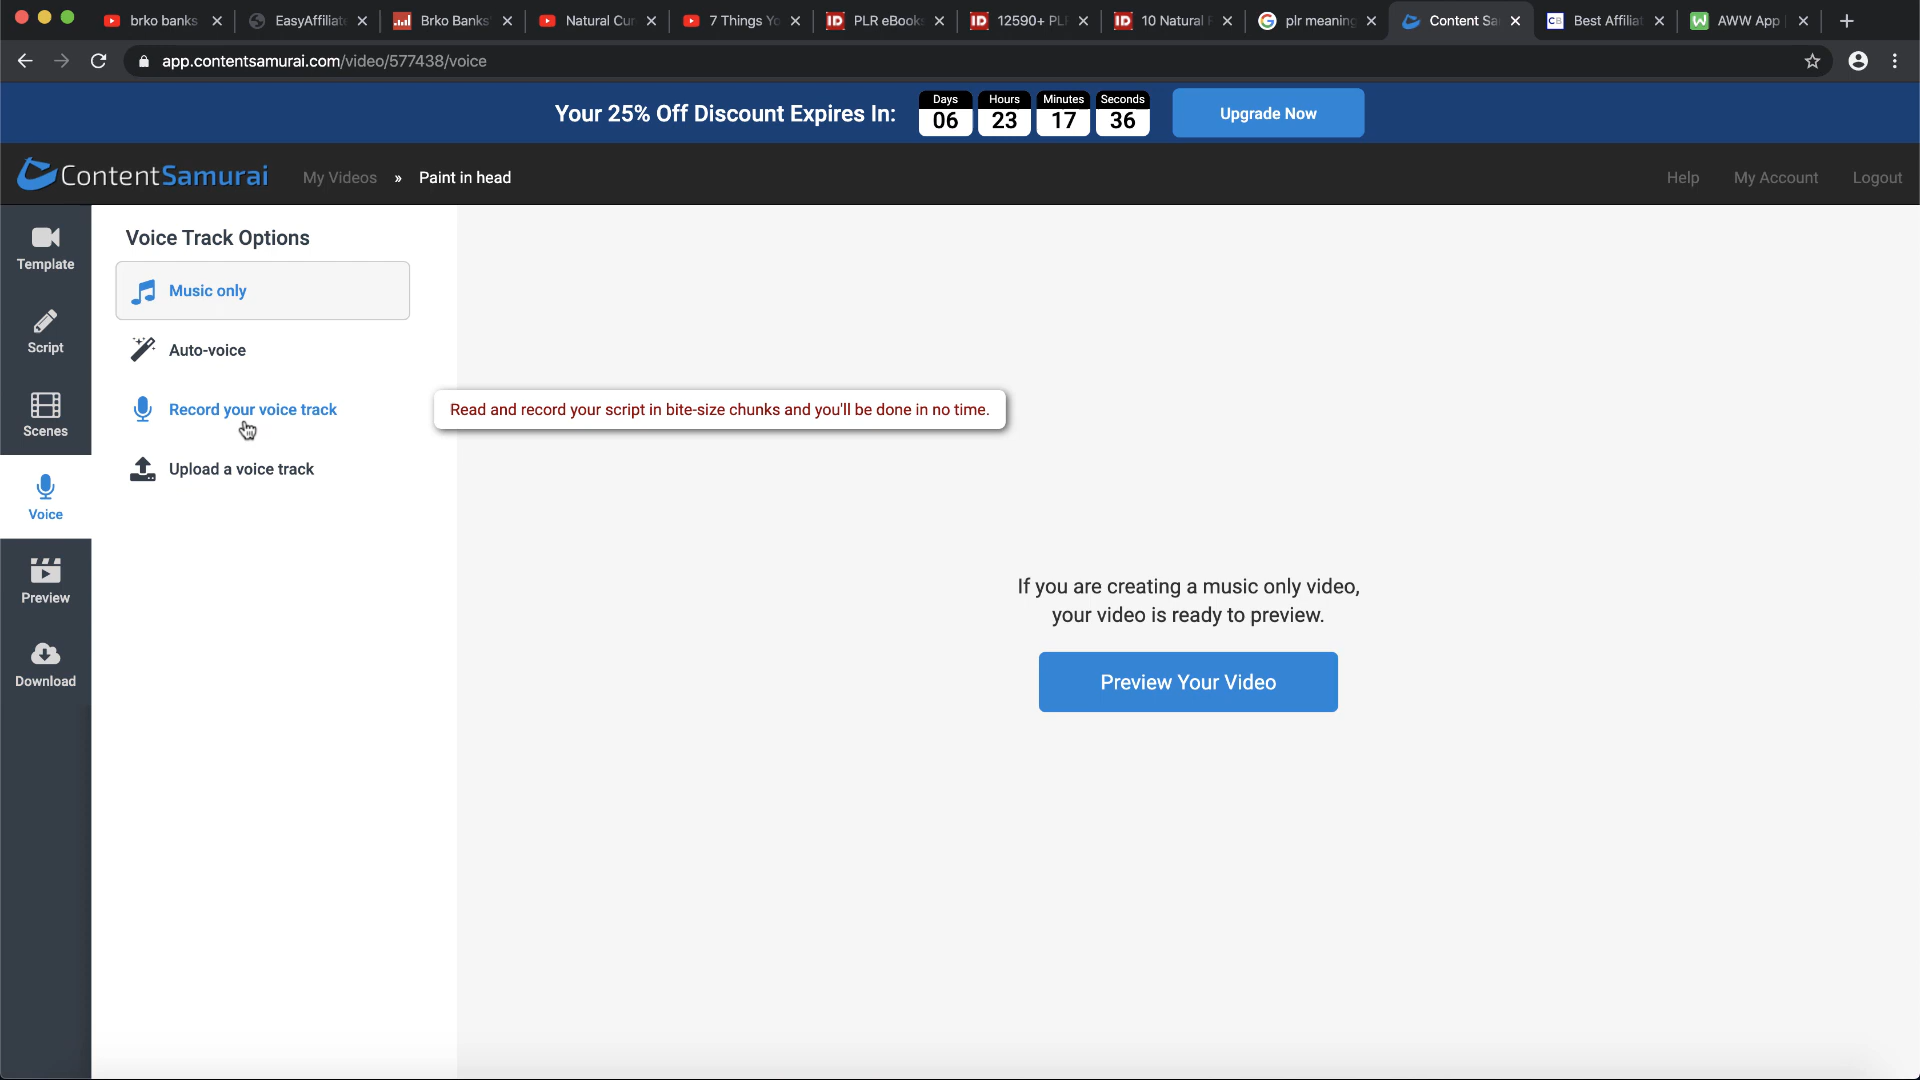 brko banks
EasyAffiliate
Brko Banks'
Natural Cur
7 Things Yo
ID
PLR eBook
ID
12590+ PL
ID
10 Natural
plr meaning
Content Sa
CB
Best Affiliat
AWW App
app.contentsamurai.com/video/577438/voice
Your 25% Off Discount Expires In:
Days
Hours
Minutes
Seconds
06
23
17
36
Upgrade Now
ContentSamurai
My Videos » Paint in head
Help
My Account
Logout
Template
Script
Scenes
Voice
Preview
Download
Voice Track Options
Music only
Auto-voice
Record your voice track
Upload a voice track
Read and record your script in bite-size chunks and you'll be done in no time.
If you are creating a music only video,
your video is ready to preview.
Preview Your Video